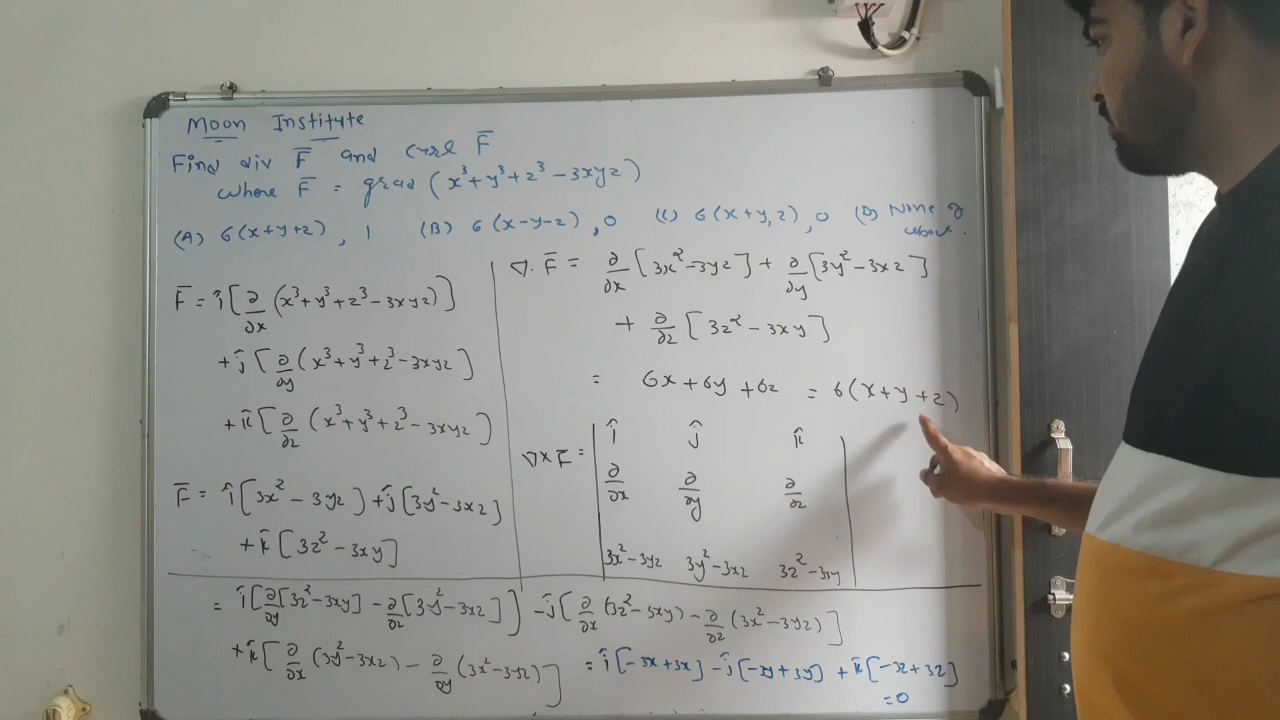 Moon Institute
Find div F̅ and curl F̅
where F̅ = grad (x³+y³+z³-3xyz)
(A) 6(x+y+z), 1 (B) 6(x-y-z), 0 (C) 6(x+y,z), 0 (D) None of
above.
F̅ = î[∂/∂x (x³+y³+z³-3xyz)]
+ĵ[∂/∂y (x³+y³+z³-3xyz]
+k̂[∂/∂z (x³+y³+z³-3xyz)
F̅ = î[3x²-3yz]+ĵ[3y²-3xz]
+k̂[3z²-3xy]
∇.F̅ = ∂/∂x [3x²-3yz]+ ∂/∂y [3y²-3xz]
+ ∂/∂z [3z²-3xy]
= 6x+6y+6z = 6(x+y+z)
∇×F̅ = | î ĵ k̂ |
∂/∂x ∂/∂y ∂/∂z
3x²-3yz 3y²-3xz 3z²-3xy
= î[∂/∂y[3z²-3xy] - ∂/∂z[3y²-3xz]] -ĵ[∂/∂x (3z²-3xy) - ∂/∂z (3x²-3yz)]
+k̂[∂/∂x (3y²-3xz) - ∂/∂y (3x²-3yz)] = î[-3x+3x] -ĵ[-3y+3y] +k̂[-3z+3z]
=0